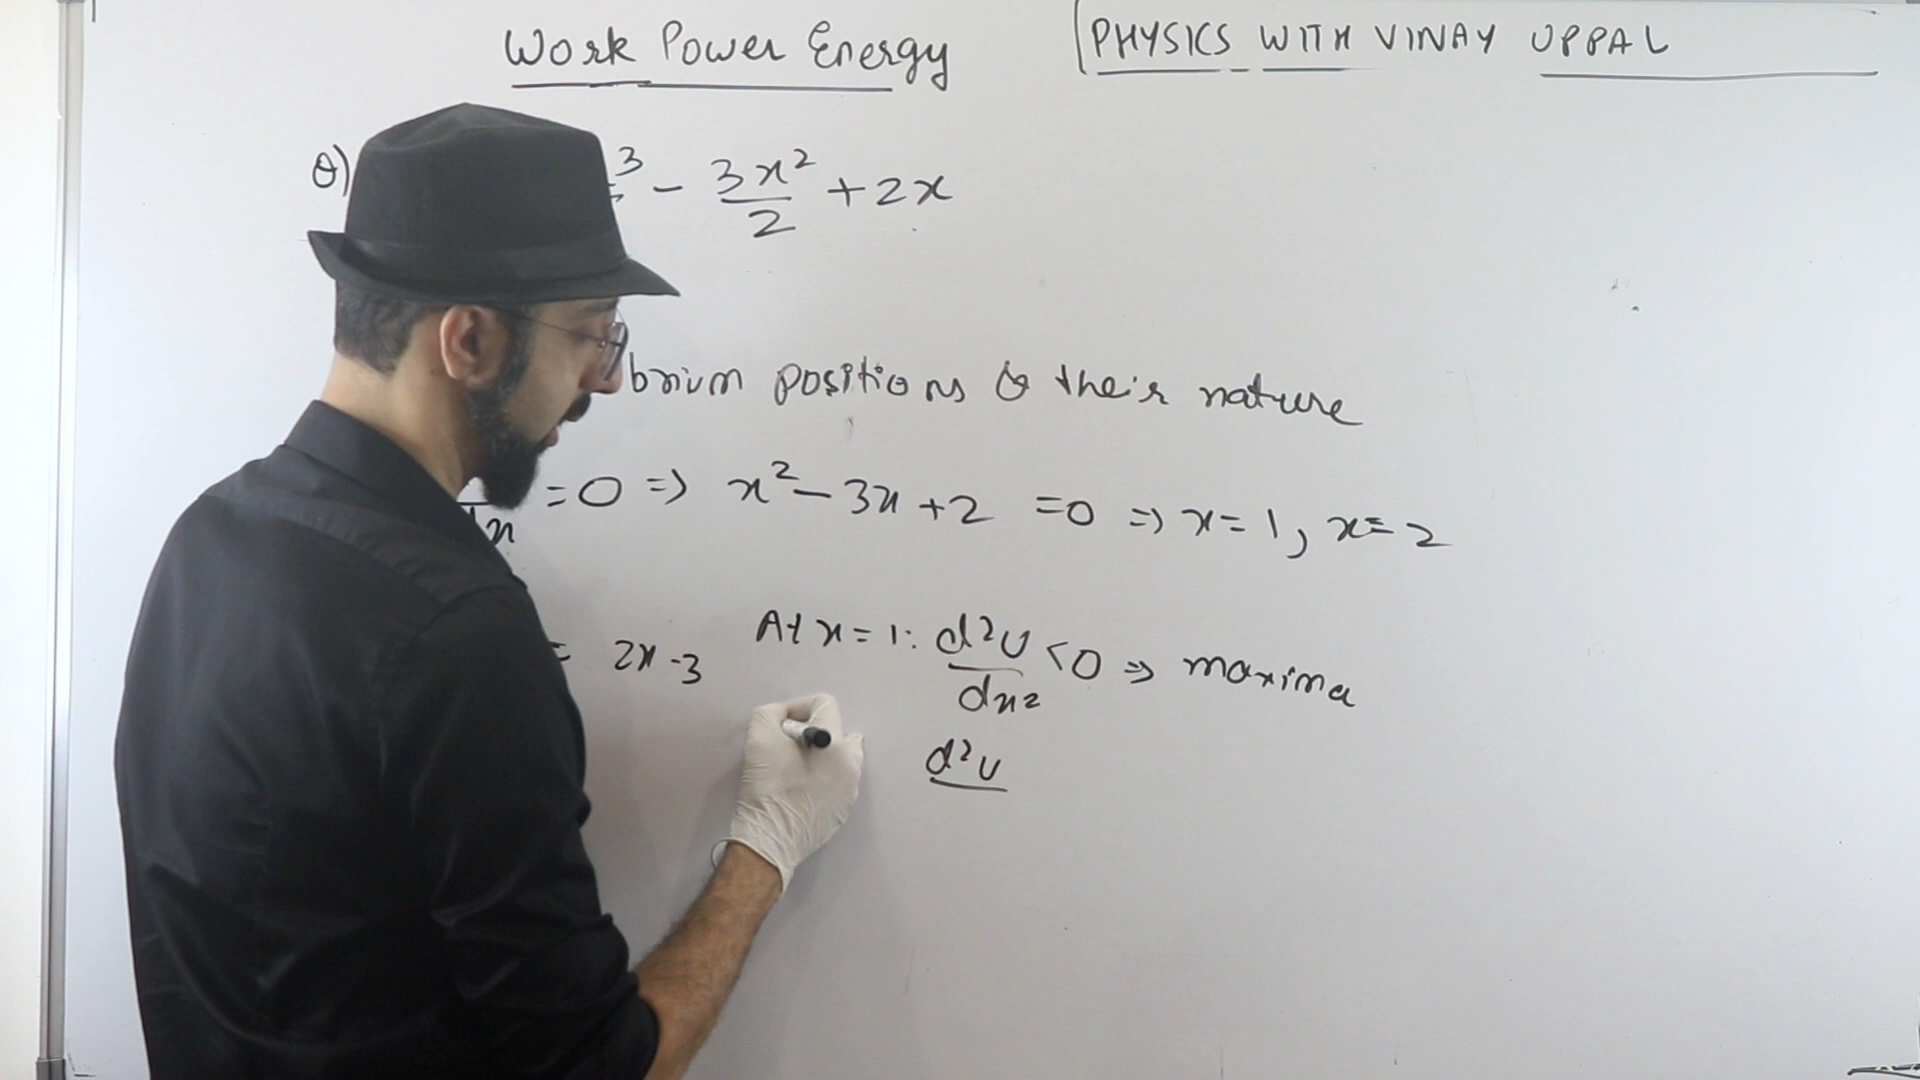 Work Power Energy
PHYSICS WITH VINAY UPPAL
Q) 3 - 3x²/2 + 2x
brium positions & their nature
dx = 0 => x² - 3x + 2 = 0 => x = 1, x = 2
= 2x - 3 At x = 1: d²U/dx² < 0 => maxima
d²U